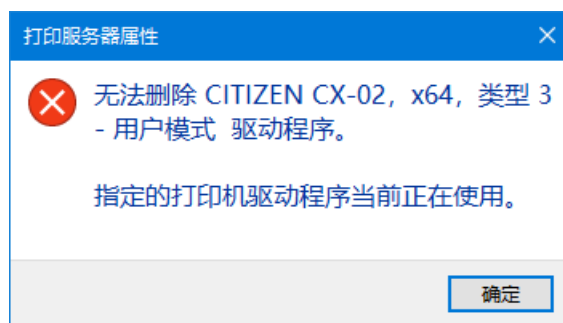 打印服务器属性
无法删除 CITIZEN CX-02，x64，类型 3
- 用户模式 驱动程序。
指定的打印机驱动程序当前正在使用。
确定